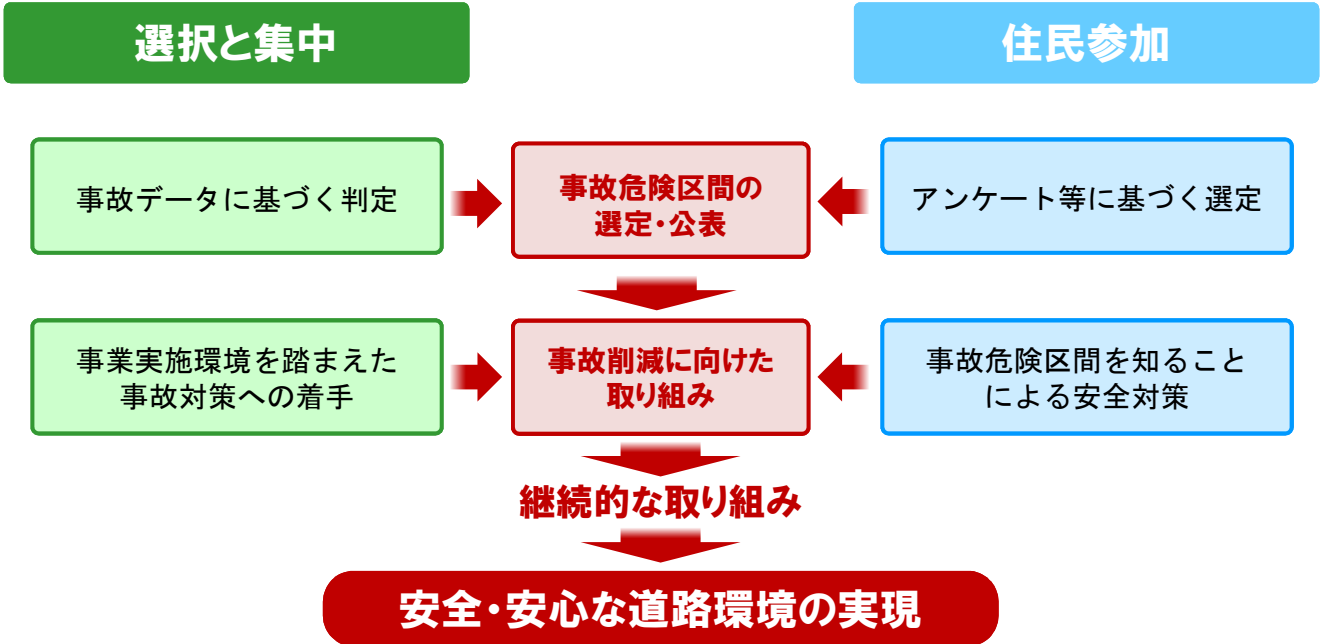 選択と集中
住民参加
事故データに基づく判定
事故危険区間の
選定・公表
アンケート等に基づく選定
事業実施環境を踏まえた
事故対策への着手
事故削減に向けた
取り組み
事故危険区間を知ること
による安全対策
継続的な取り組み
安全・安心な道路環境の実現